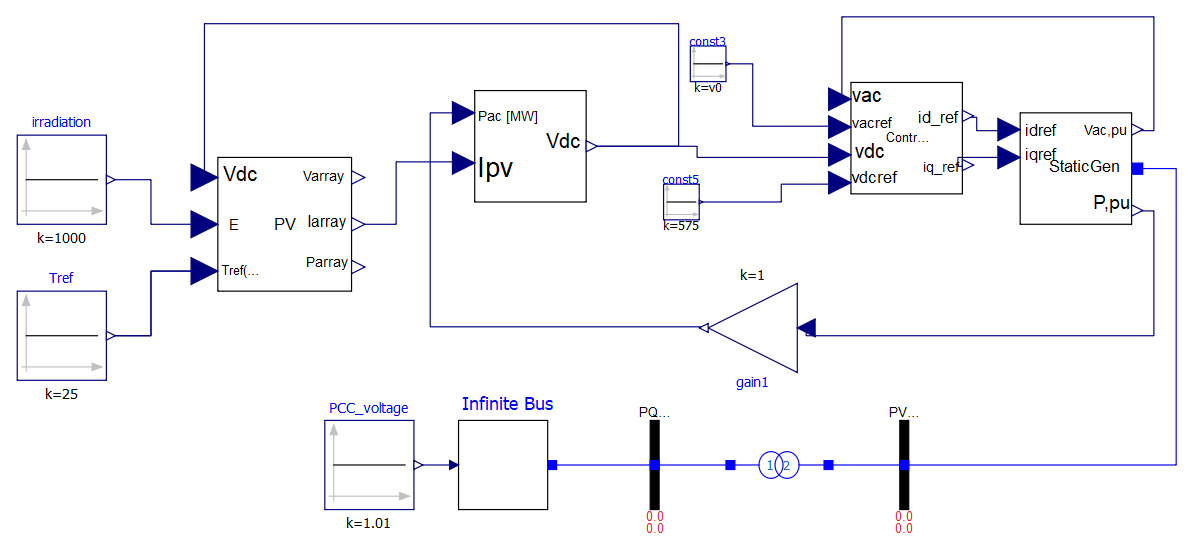 const3
k=v0
vac
vacref
vdc
vdcref
Contr...
id_ref
iq_ref
idref
iqref
Vac,pu
StaticGen
P,pu
irradiation
k=1000
Vdc
E
Tref(...
PV
Varray
Iarray
Parray
Pac [MW]
Ipv
Vdc
const5
k=575
Tref
k=25
k=1
gain1
PCC_voltage
k=1.01
Infinite Bus
PQ...
0.0
0.0
1 2
PV...
0.0
0.0